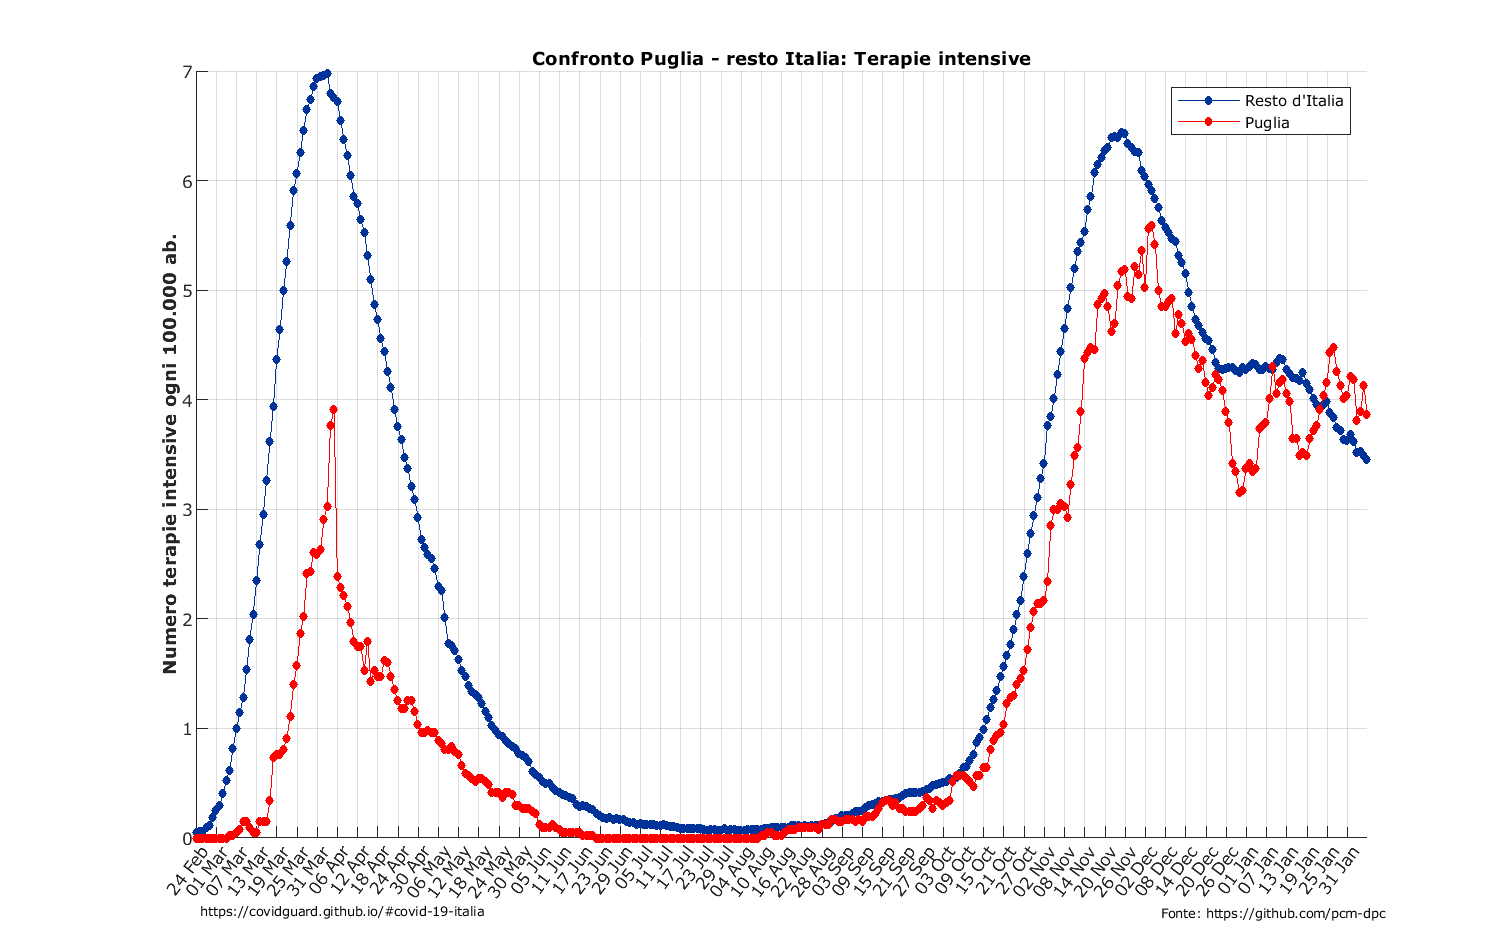 Confronto Puglia - resto Italia: Terapie intensive
Resto d'Italia
Puglia
Numero terapie intensive ogni 100.000 ab.
7
6
5
4
3
2
1
0
24 Feb
01 Mar
07 Mar
13 Mar
19 Mar
25 Mar
31 Mar
06 Apr
12 Apr
18 Apr
24 Apr
30 Apr
06 May
12 May
18 May
24 May
30 May
05 Jun
11 Jun
17 Jun
23 Jun
29 Jun
05 Jul
11 Jul
17 Jul
23 Jul
29 Jul
04 Aug
10 Aug
16 Aug
22 Aug
28 Aug
03 Sep
09 Sep
15 Sep
21 Sep
27 Sep
03 Oct
09 Oct
15 Oct
21 Oct
27 Oct
02 Nov
08 Nov
14 Nov
20 Nov
26 Nov
02 Dec
08 Dec
14 Dec
20 Dec
26 Dec
01 Jan
07 Jan
13 Jan
19 Jan
25 Jan
31 Jan
https://covidguard.github.io/#covid-19-italia
Fonte: https://github.com/pcm-dpc